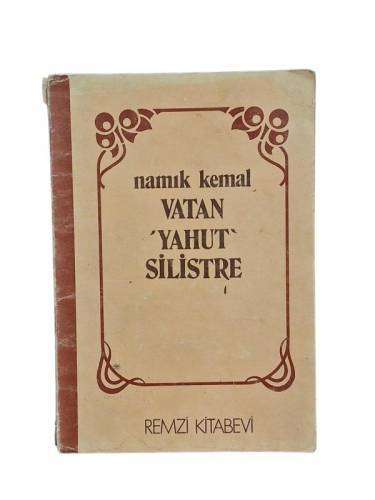 namık kemal
VATAN
´YAHUT`
SİLİSTRE
REMZİ KİTABEVİ